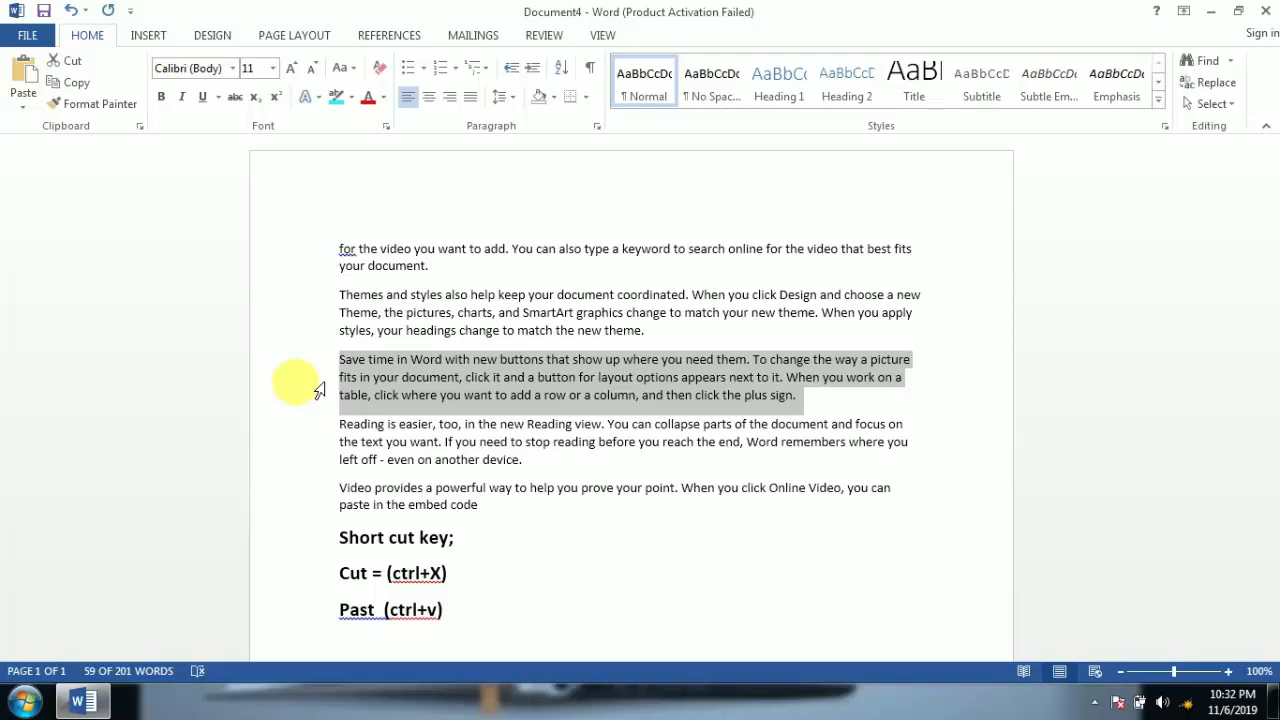 Document4 - Word (Product Activation Failed)
FILE HOME INSERT DESIGN PAGE LAYOUT REFERENCES MAILINGS REVIEW VIEW Sign in
Paste Cut Copy Format Painter
Clipboard
Calibri (Body) 11
Font
Paragraph
AaBbCcDc AaBbCcDc AaBbCc AaBbCcD AaBl AaBbCcD AaBbCcDc AaBbCcDc
¶ Normal ¶ No Spac... Heading 1 Heading 2 Title Subtitle Subtle Em... Emphasis
Styles
Find
Replace
Select
Editing
for the video you want to add. You can also type a keyword to search online for the video that best fits
your document.
Themes and styles also help keep your document coordinated. When you click Design and choose a new
Theme, the pictures, charts, and SmartArt graphics change to match your new theme. When you apply
styles, your headings change to match the new theme.
Save time in Word with new buttons that show up where you need them. To change the way a picture
fits in your document, click it and a button for layout options appears next to it. When you work on a
table, click where you want to add a row or a column, and then click the plus sign.
Reading is easier, too, in the new Reading view. You can collapse parts of the document and focus on
the text you want. If you need to stop reading before you reach the end, Word remembers where you
left off - even on another device.
Video provides a powerful way to help you prove your point. When you click Online Video, you can
paste in the embed code
Short cut key;
Cut = (ctrl+X)
Past  (ctrl+v)
PAGE 1 OF 1 59 OF 201 WORDS 100%
10:32 PM
11/6/2019